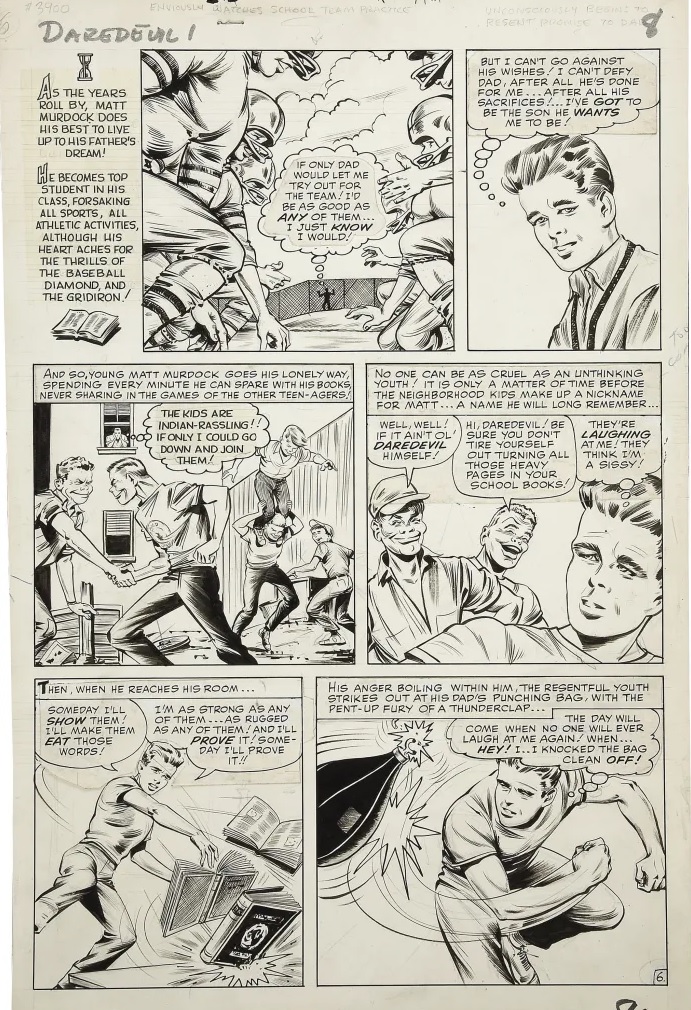 #3900
ENVIOUSLY WATCHES SCHOOL TEAM PRACTICE
UNCONSCIOUSLY BEGINS TO
RESENT PROMISE TO DAD
DAREDEVIL 1
8
AS THE YEARS
ROLL BY, MATT
MURDOCK DOES
HIS BEST TO LIVE
UP TO HIS FATHER'S
DREAM!
HE BECOMES TOP
STUDENT IN HIS
CLASS, FORSAKING
ALL SPORTS, ALL
ATHLETIC ACTIVITIES,
ALTHOUGH HIS
HEART ACHES FOR
THE THRILLS OF
THE BASEBALL
DIAMOND, AND
THE GRIDIRON!
IF ONLY DAD
WOULD LET ME
TRY OUT FOR
THE TEAM! I'D
BE AS GOOD AS
ANY OF THEM...
I JUST KNOW
I WOULD!
BUT I CAN'T GO AGAINST
HIS WISHES! I CAN'T DEFY
DAD, AFTER ALL HE'S DONE
FOR ME... AFTER ALL HIS
SACRIFICES!... I'VE GOT TO
BE THE SON HE WANTS
ME TO BE!
AND SO, YOUNG MATT MURDOCK GOES HIS LONELY WAY,
SPENDING EVERY MINUTE HE CAN SPARE WITH HIS BOOKS,
NEVER SHARING IN THE GAMES OF THE OTHER TEEN-AGERS!
THE KIDS ARE
INDIAN-RASSLING!!
IF ONLY I COULD GO
DOWN AND JOIN
THEM!
NO ONE CAN BE AS CRUEL AS AN UNTHINKING
YOUTH! IT IS ONLY A MATTER OF TIME BEFORE
THE NEIGHBORHOOD KIDS MAKE UP A NICKNAME
FOR MATT... A NAME HE WILL LONG REMEMBER...
WELL, WELL!
IF IT AIN'T OL'
DAREDEVIL
HIMSELF!
HI, DAREDEVIL! BE
SURE YOU DON'T
TIRE YOURSELF
OUT TURNING ALL
THOSE HEAVY
PAGES IN YOUR
SCHOOL BOOKS!
THEY'RE
LAUGHING
AT ME! THEY
THINK I'M
A SISSY!
THEN, WHEN HE REACHES HIS ROOM...
SOMEDAY I'LL
SHOW THEM!
I'LL MAKE THEM
EAT THOSE
WORDS!
I'M AS STRONG AS ANY
OF THEM... AS RUGGED
AS ANY OF THEM! AND I'LL
PROVE IT! SOME-
DAY I'LL PROVE
IT!!
HIS ANGER BOILING WITHIN HIM, THE RESENTFUL YOUTH
STRIKES OUT AT HIS DAD'S PUNCHING BAG, WITH THE
PENT-UP FURY OF A THUNDERCLAP...
THE DAY WILL
COME WHEN NO ONE WILL EVER
LAUGH AT ME AGAIN! WHEN...
HEY! I...I KNOCKED THE BAG
CLEAN OFF!
6